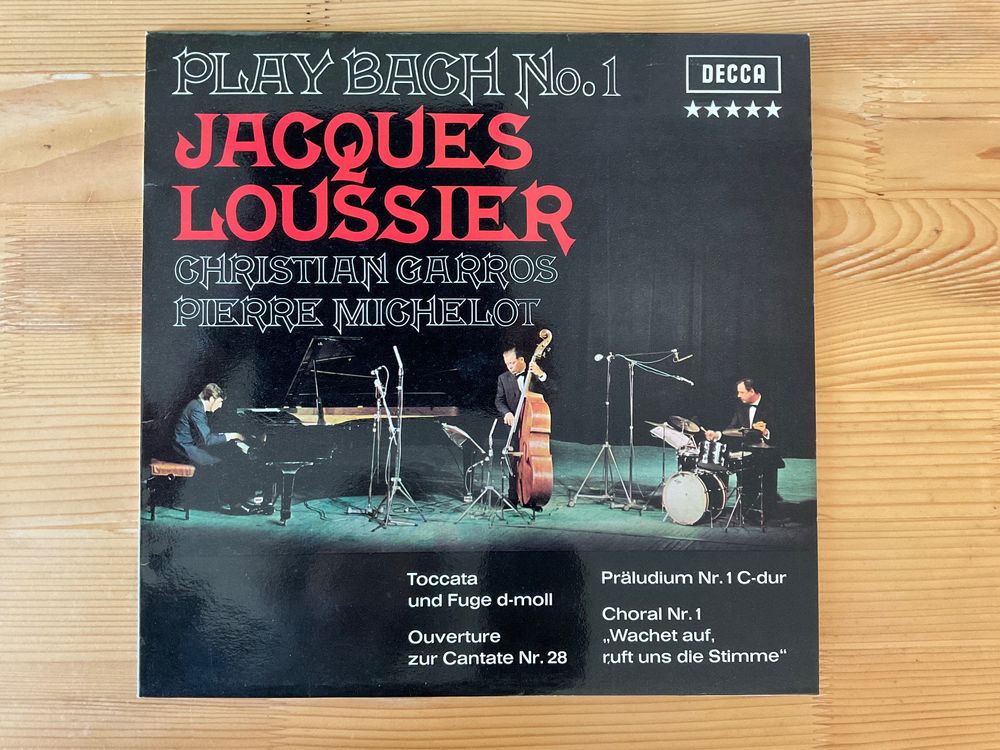 PLAY BACH No.1
DECCA
JACQUES
LOUSSIER
CHRISTIAN GARROS
PIERRE MICHELOT
Toccata
und Fuge d-moll
Ouverture
zur Cantate Nr. 28
Präludium Nr. 1 C-dur
Choral Nr. 1
„Wachet auf,
ruft uns die Stimme“